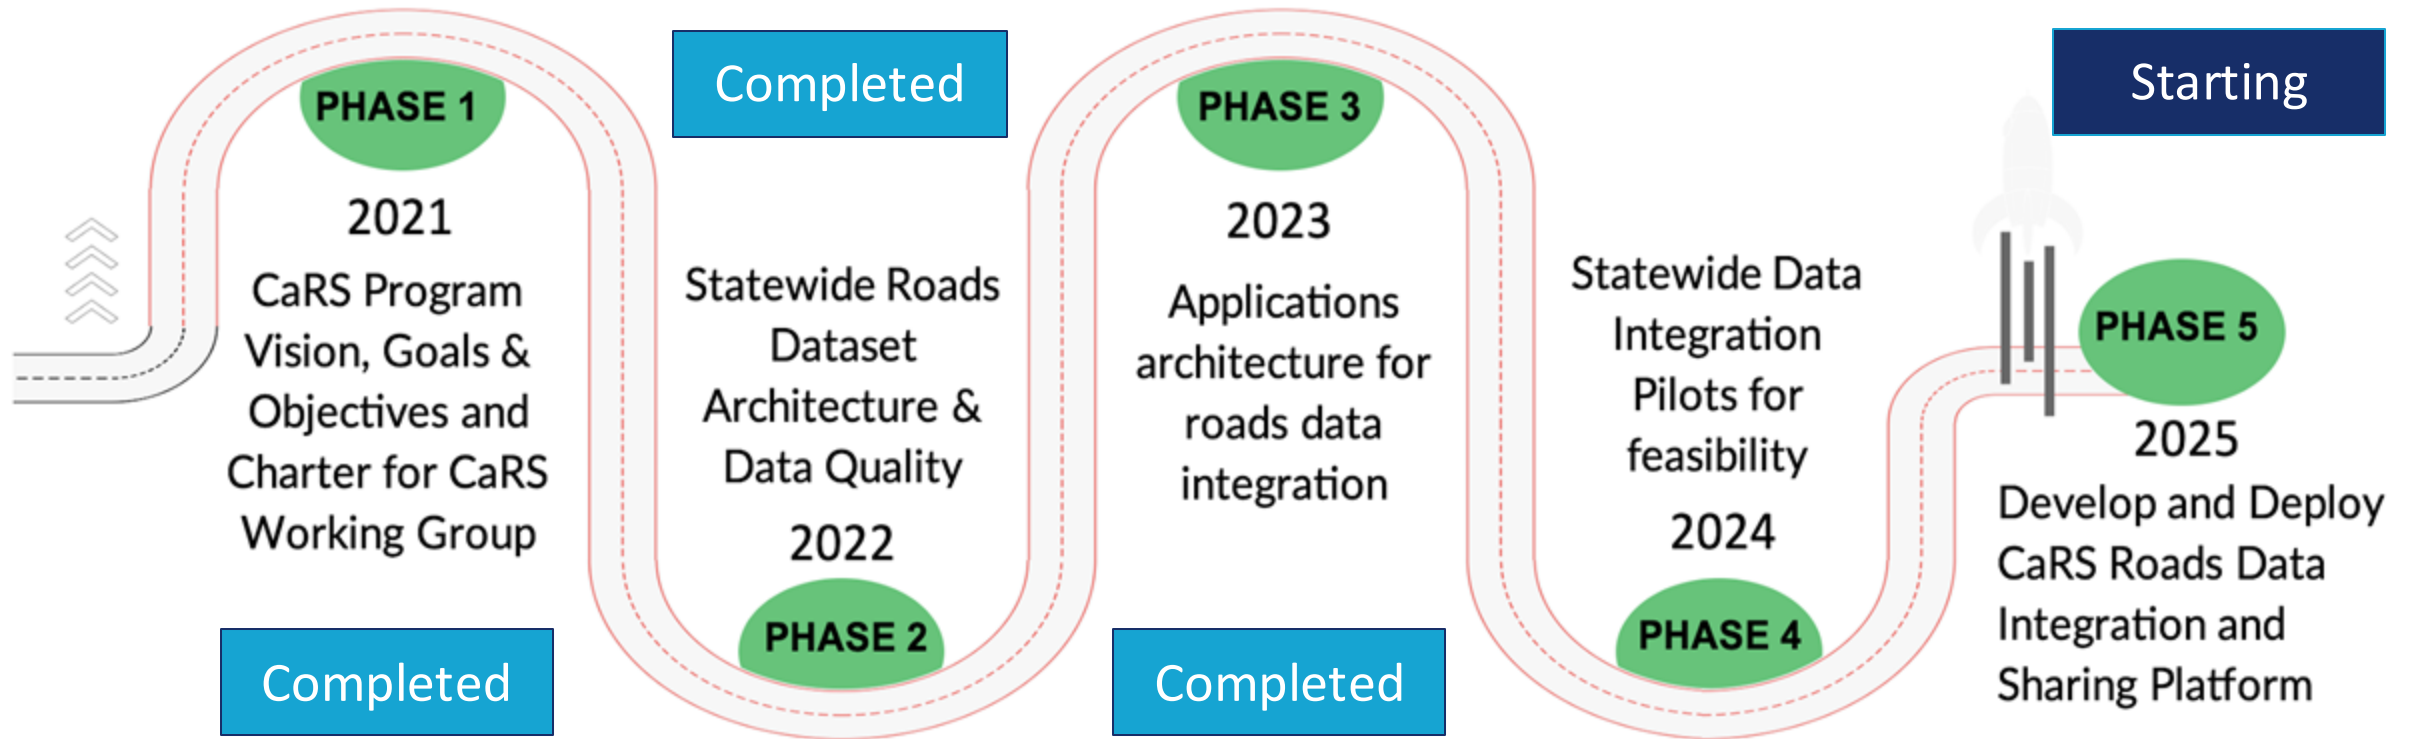 PHASE 1
2021
CaRS Program
Vision, Goals &
Objectives and
Charter for CaRS
Working Group
Completed
Completed
Statewide Roads
Dataset
Architecture &
Data Quality
2022
PHASE 2
PHASE 3
2023
Applications
architecture for
roads data
integration
Completed
Statewide Data
Integration
Pilots for
feasibility
2024
PHASE 4
Starting
PHASE 5
2025
Develop and Deploy
CaRS Roads Data
Integration and
Sharing Platform